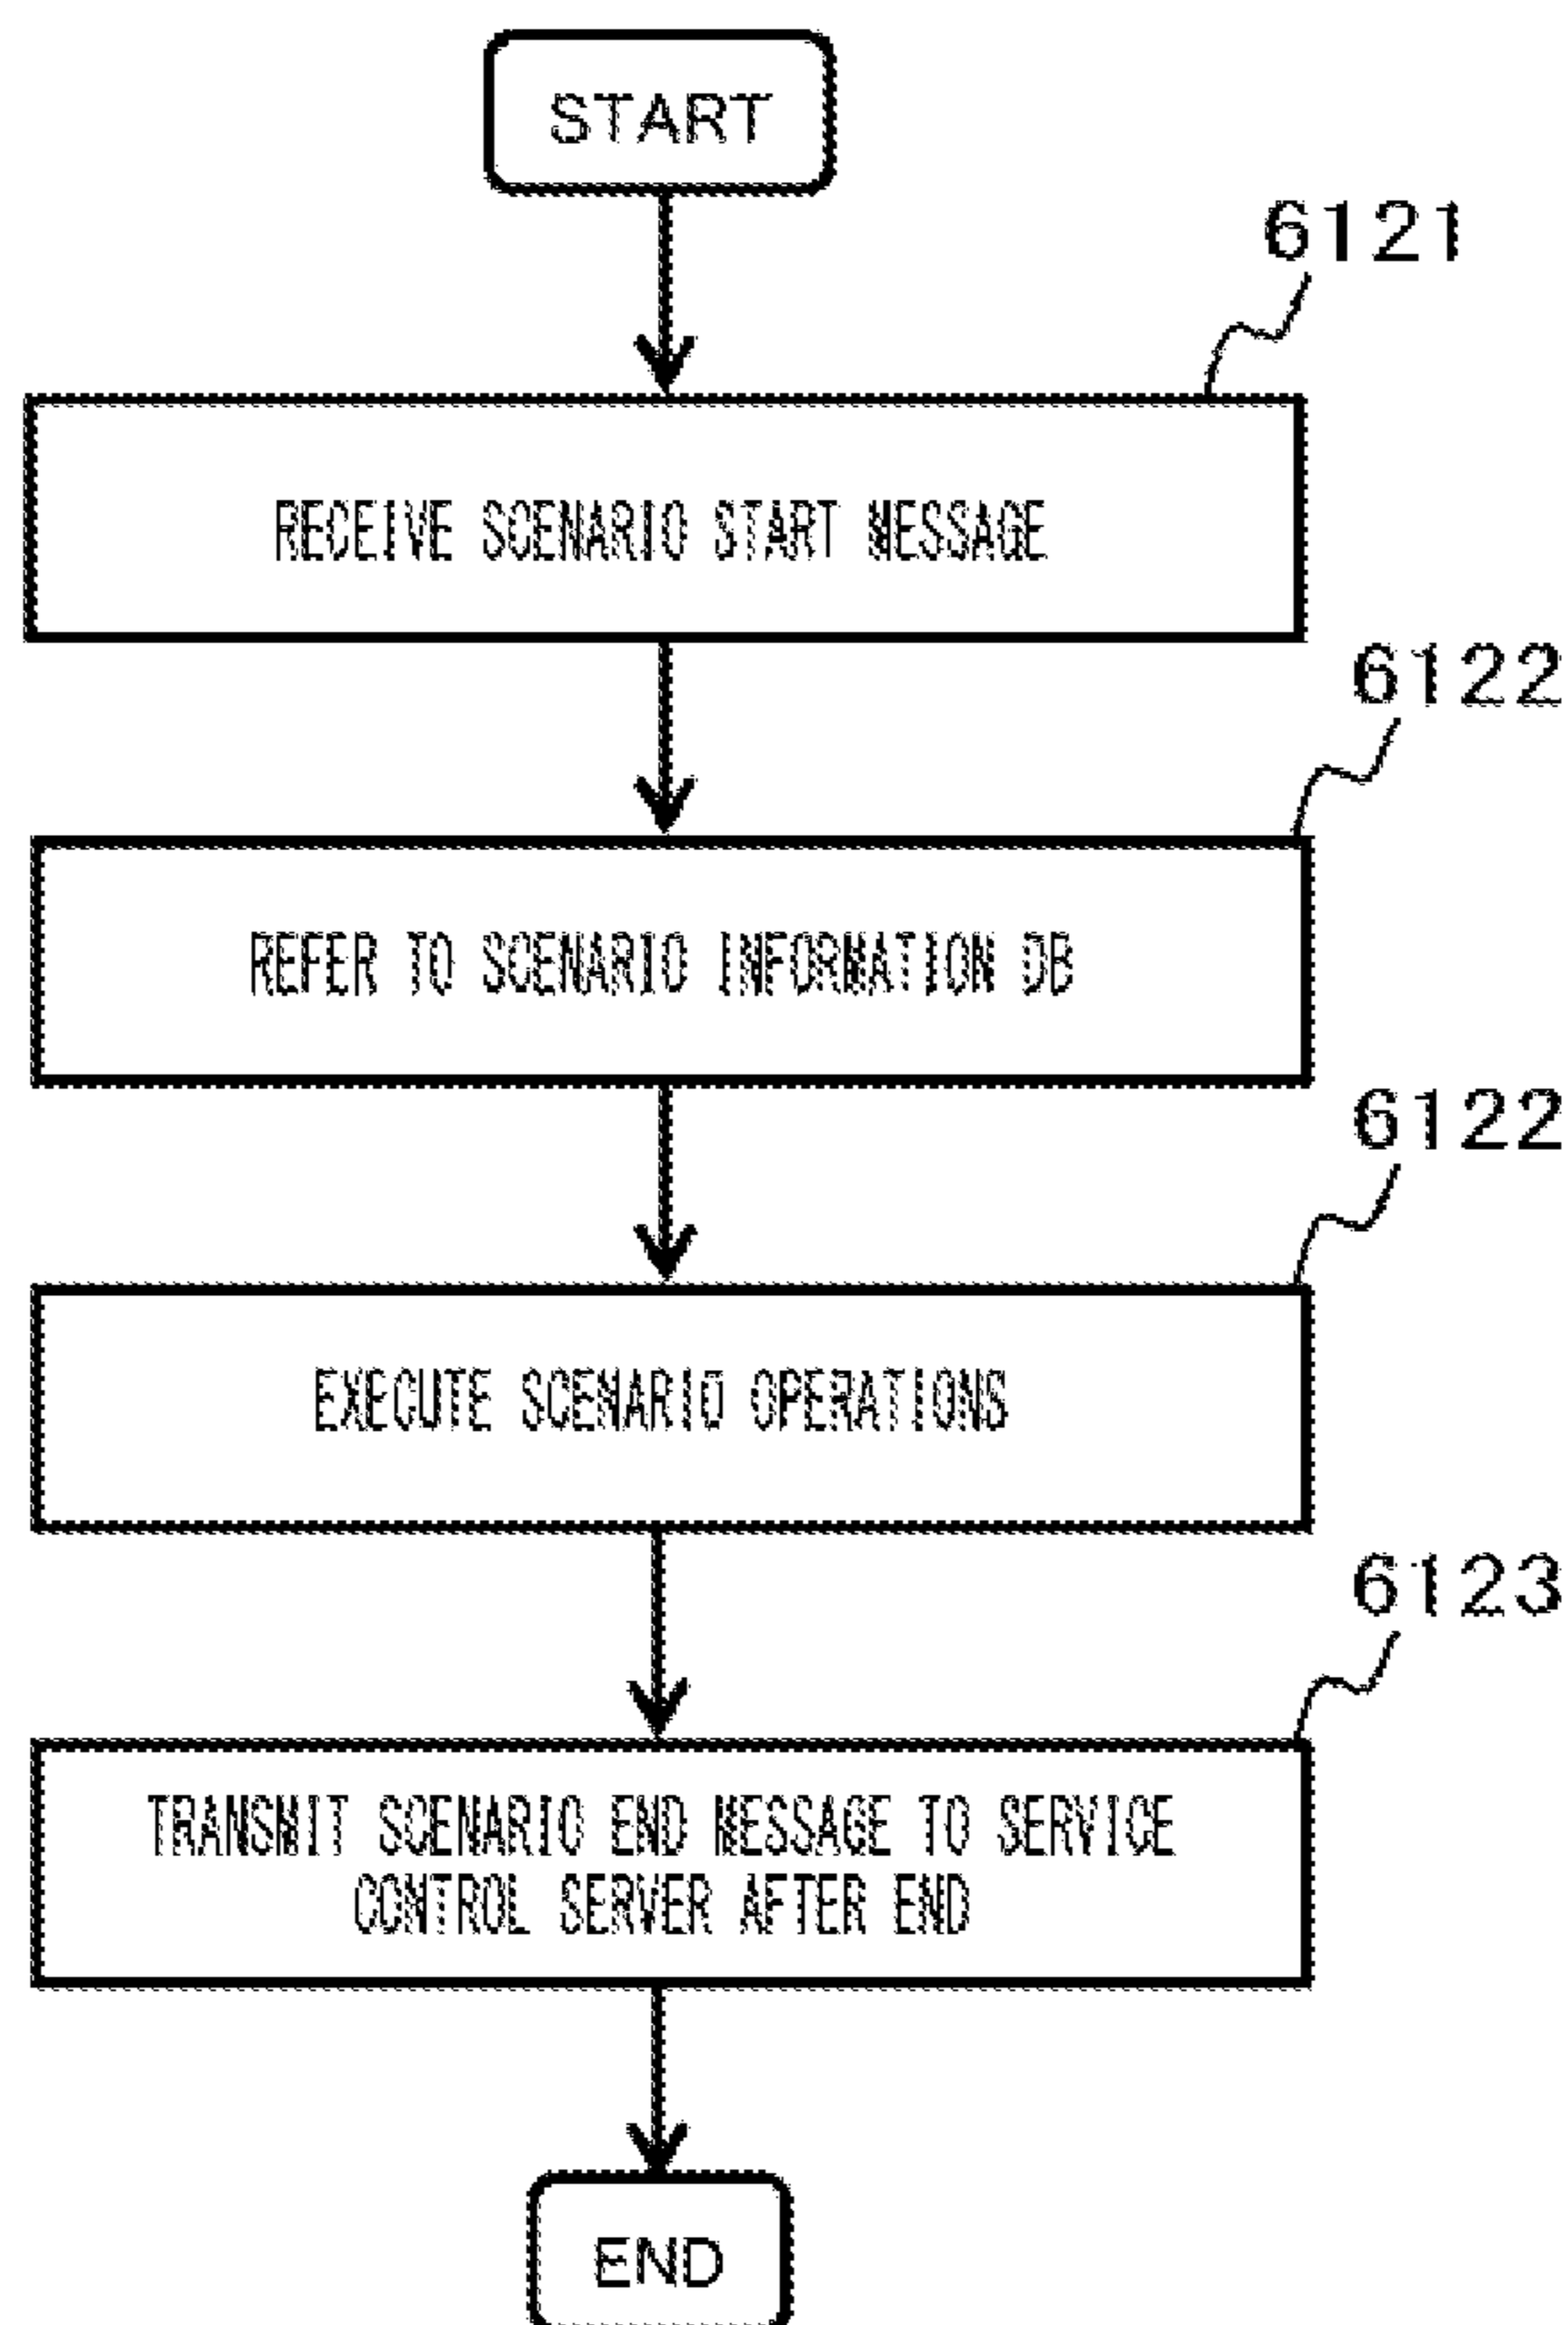 START
6121
RECEIVE SCENARIO START MESSAGE
6122
REFER TO SCENARIO INFORMATION DB
6122
EXECUTE SCENARIO OPERATIONS
6123
TRANSMIT SCENARIO END MESSAGE TO SERVICE
CONTROL SERVER AFTER END
END